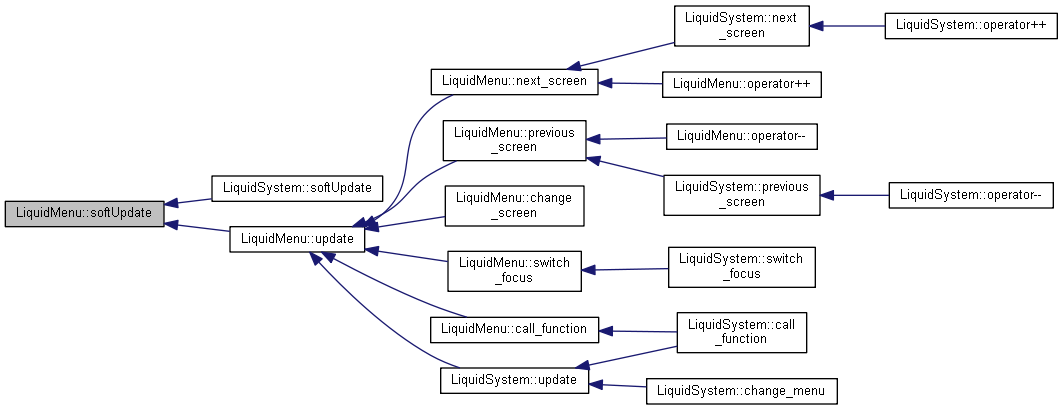 LiquidSystem::next
_screen
LiquidSystem::operator++
LiquidMenu::next_screen
LiquidMenu::operator++
LiquidMenu::previous
_screen
LiquidMenu::operator--
LiquidSystem::previous
_screen
LiquidSystem::operator--
LiquidSystem::softUpdate
LiquidMenu::change
_screen
LiquidMenu::softUpdate
LiquidMenu::update
LiquidMenu::switch
_focus
LiquidSystem::switch
_focus
LiquidMenu::call_function
LiquidSystem::call
_function
LiquidSystem::update
LiquidSystem::change_menu